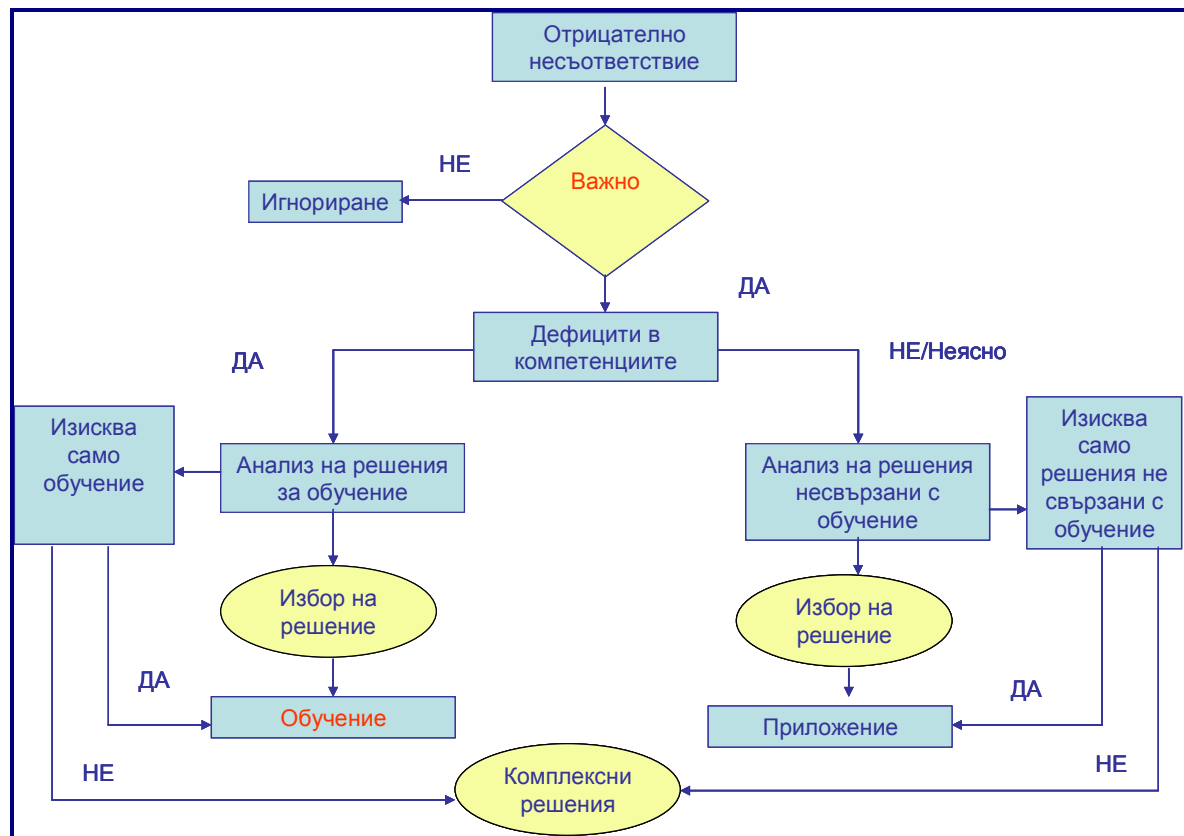 Отрицателно
несъответствие
НЕ
Важно
Игнориране
ДА
Дефицити в
компетенциите
ДА
НЕ/Неясно
Изисква
само
обучение
Анализ на решения
за обучение
Анализ на решения
несвързани с
обучение
Изисква
само
решения не
свързани с
обучение
Избор на
решение
Избор на
решение
ДА
Обучение
ДА
Приложение
НЕ
Комплексни
решения
НЕ